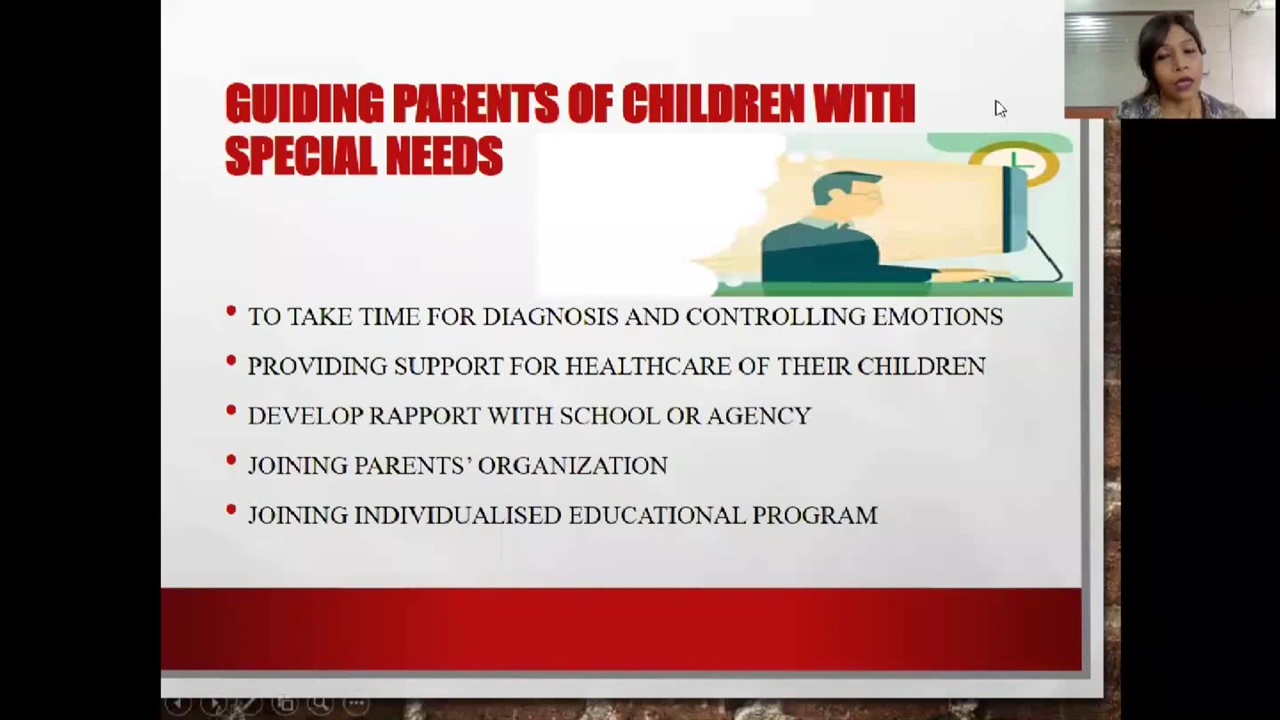 GUIDING PARENTS OF CHILDREN WITH
SPECIAL NEEDS
TO TAKE TIME FOR DIAGNOSIS AND CONTROLLING EMOTIONS
PROVIDING SUPPORT FOR HEALTHCARE OF THEIR CHILDREN
DEVELOP RAPPORT WITH SCHOOL OR AGENCY
JOINING PARENTS’ ORGANIZATION
JOINING INDIVIDUALISED EDUCATIONAL PROGRAM